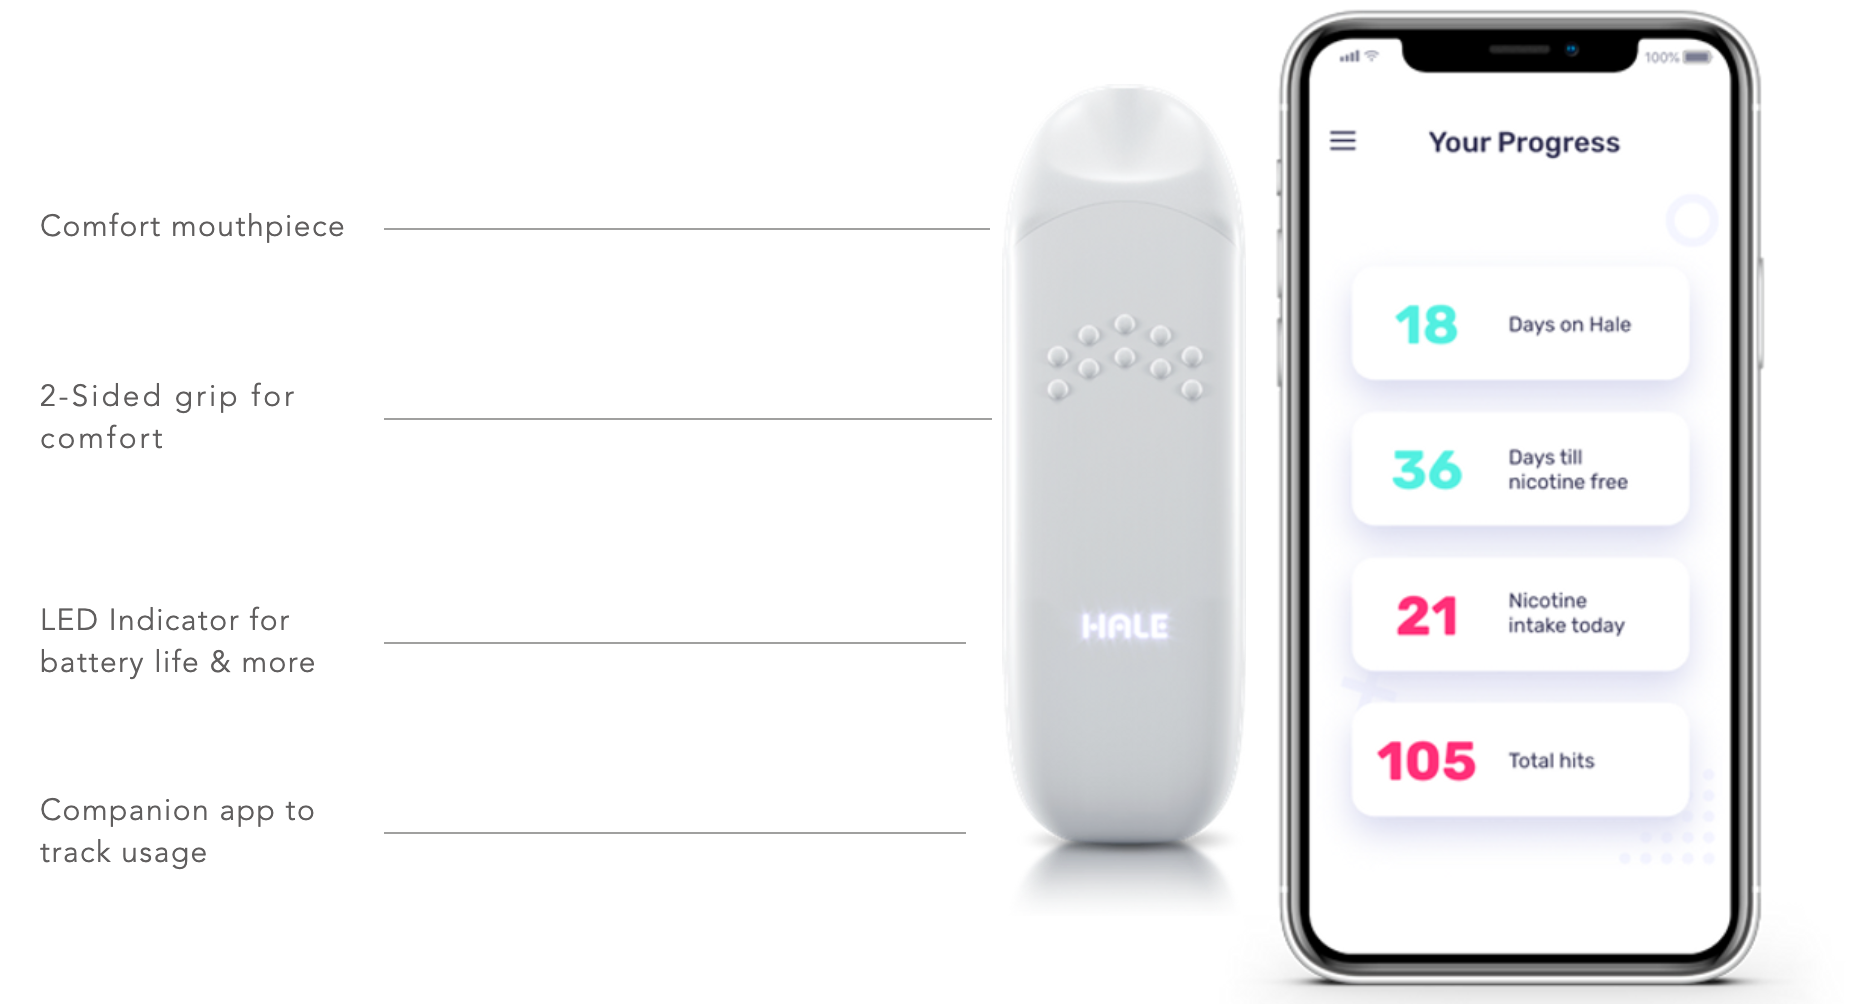 Comfort mouthpiece
2-Sided grip for
comfort
LED Indicator for
battery life & more
Companion app to
track usage
HALE
100%
Your Progress
18
Days on Hale
36
Days till
nicotine free
21
Nicotine
intake today
105
Total hits